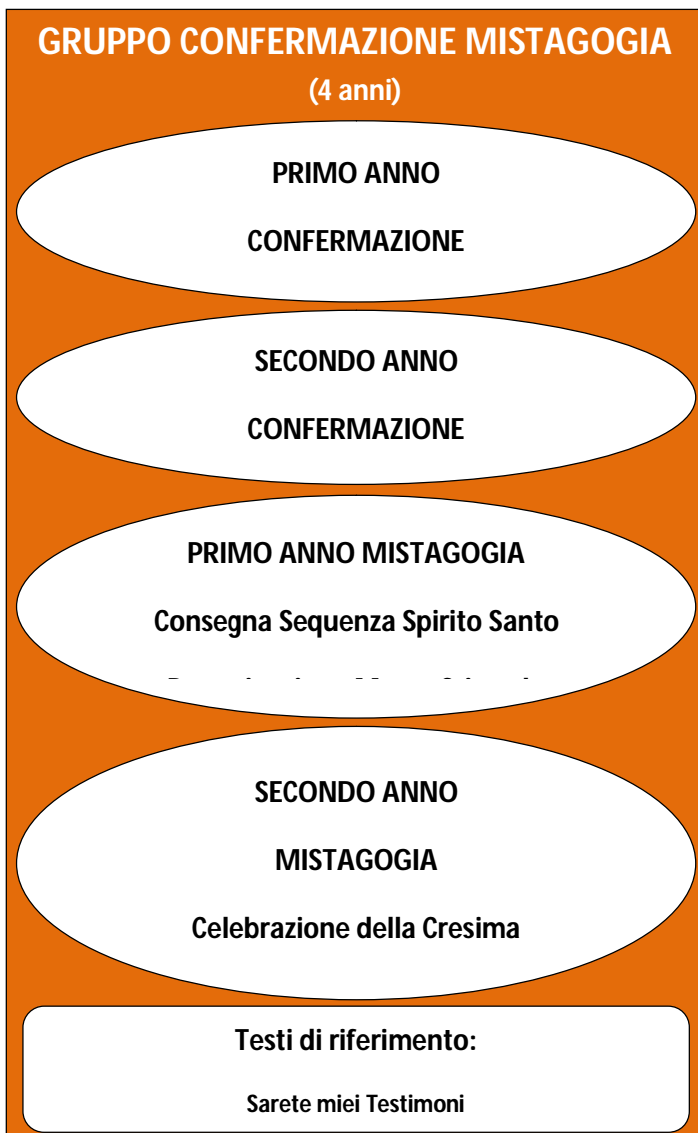 GRUPPO CONFERMAZIONE MISTAGOGIA
(4 anni)
PRIMO ANNO
CONFERMAZIONE
SECONDO ANNO
CONFERMAZIONE
PRIMO ANNO MISTAGOGIA
Consegna Sequenza Spirito Santo
SECONDO ANNO
MISTAGOGIA
Celebrazione della Cresima
Testi di riferimento:
Sarete miei Testimoni